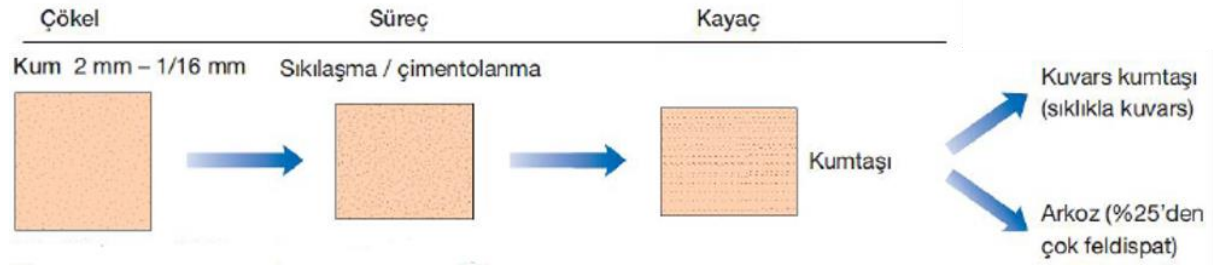 Çökel Süreç Kayaç
Kum 2 mm – 1/16 mm Sıkılaşma / çimentolanma
Kuvars kumtaşı
(sıklıkla kuvars)
Kumtaşı
Arkoz (%25'den
çok feldispat)